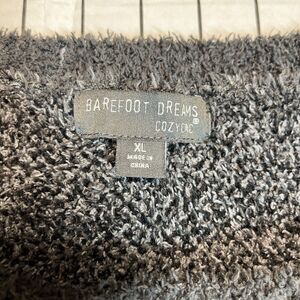 BAREFOOT DREAMS
COZYCHIC
®
XL
MADE IN
CHINA